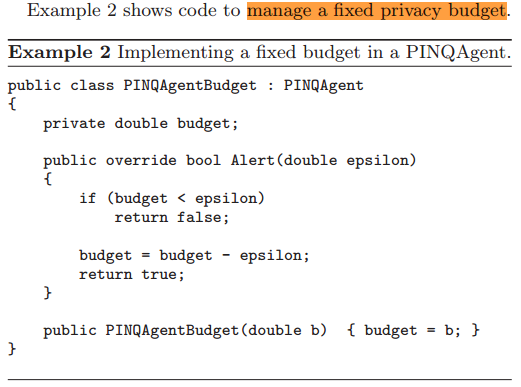 Example 2 shows code to manage a fixed privacy budget.
Example 2 Implementing a fixed budget in a PINQAgent.
public class PINQAgentBudget : PINQAgent
{
    private double budget;

    public override bool Alert(double epsilon)
    {
        if (budget < epsilon)
            return false;

        budget = budget - epsilon;
        return true;
    }

    public PINQAgentBudget(double b)  { budget = b; }
}